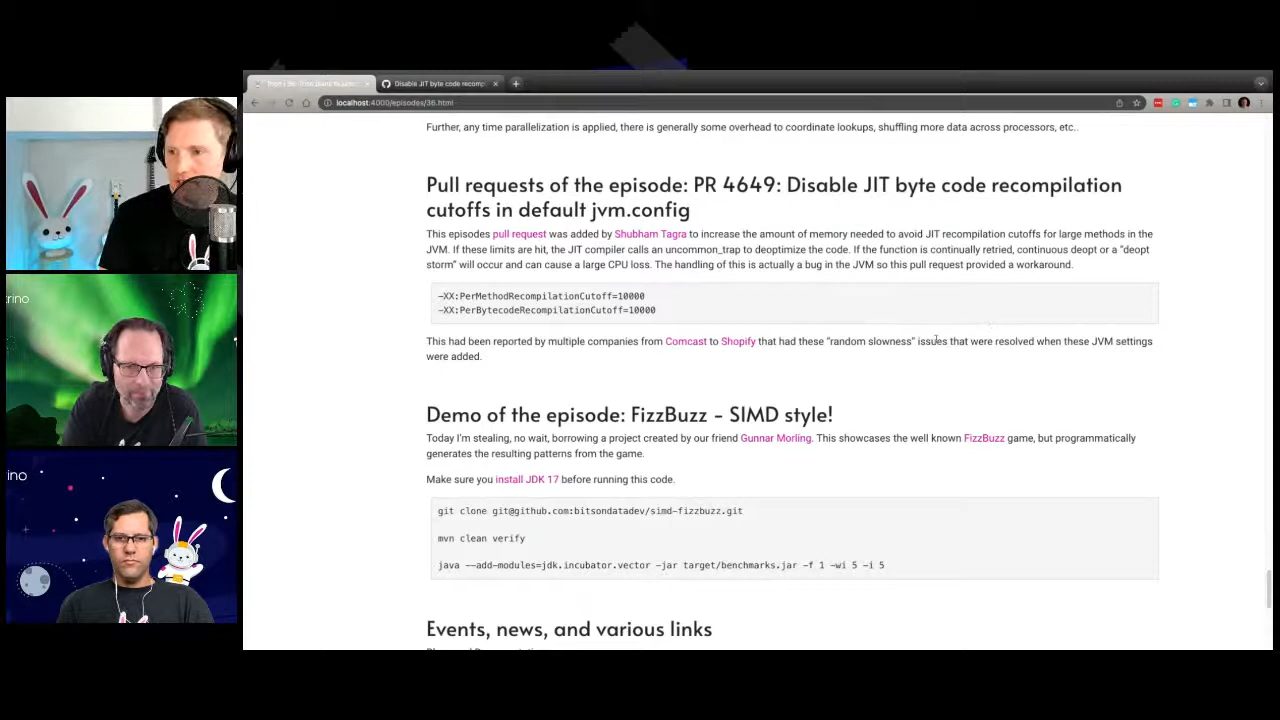 Disable JIT byte code recomp
localhost:4000/episodes/36.html
Further, any time parallelization is applied, there is generally some overhead to coordinate lookups, shuffling more data across processors, etc..
Pull requests of the episode: PR 4649: Disable JIT byte code recompilation
cutoffs in default jvm.config
This episodes pull request was added by Shubham Tagra to increase the amount of memory needed to avoid JIT recompilation cutoffs for large methods in the
JVM. If these limits are hit, the JIT compiler calls an uncommon_trap to deoptimize the code. If the function is continually retried, continuous deopt or a “deopt
storm” will occur and can cause a large CPU loss. The handling of this is actually a bug in the JVM so this pull request provided a workaround.
-XX:PerMethodRecompilationCutoff=10000
-XX:PerBytecodeRecompilationCutoff=10000
This had been reported by multiple companies from Comcast to Shopify that had these “random slowness” issues that were resolved when these JVM settings
were added.
Demo of the episode: FizzBuzz - SIMD style!
Today I’m stealing, no wait, borrowing a project created by our friend Gunnar Morling. This showcases the well known FizzBuzz game, but programmatically
generates the resulting patterns from the game.
Make sure you install JDK 17 before running this code.
git clone git@github.com:bitsondatadev/simd-fizzbuzz.git
mvn clean verify
java --add-modules=jdk.incubator.vector -jar target/benchmarks.jar -f 1 -wi 5 -i 5
Events, news, and various links
trino
rino